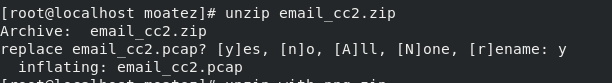 [root@localhost moatez]# unzip email_cc2.zip
Archive:  email_cc2.zip
replace email_cc2.pcap? [y]es, [n]o, [A]ll, [N]one, [r]ename: y
  inflating: email_cc2.pcap